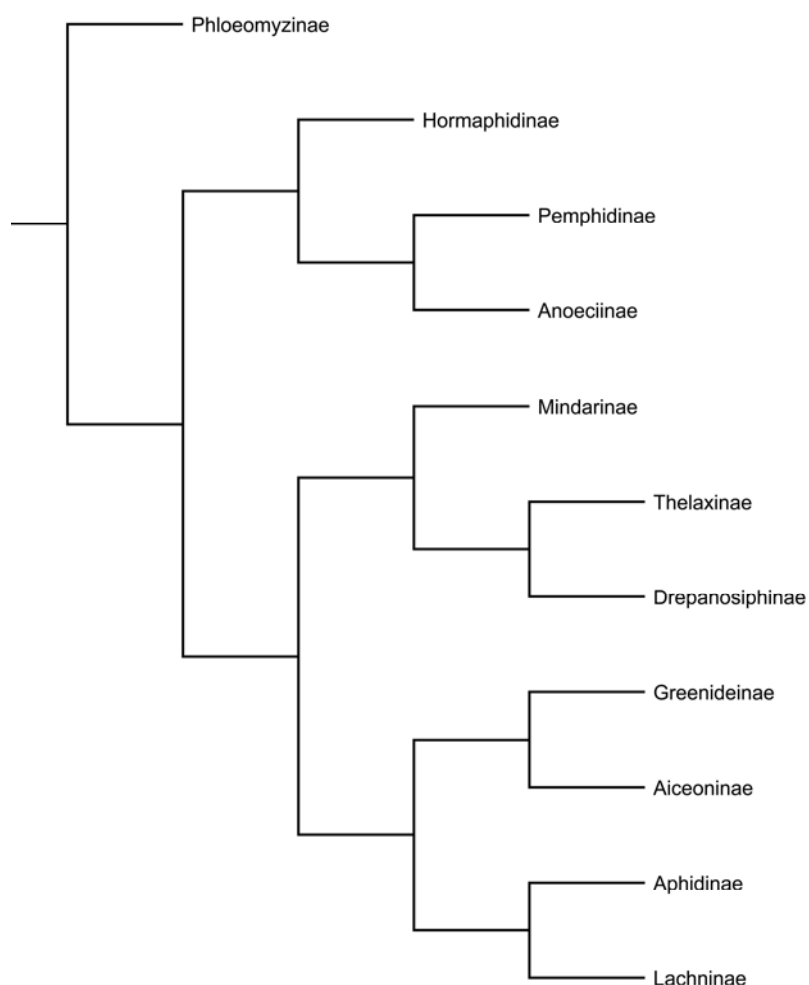 Phloeomyzinae
Hormaphidinae
Pemphidinae
Anoeciinae
Mindarinae
Thelaxinae
Drepanosiphinae
Greenideinae
Aiceoninae
Aphidinae
Lachninae